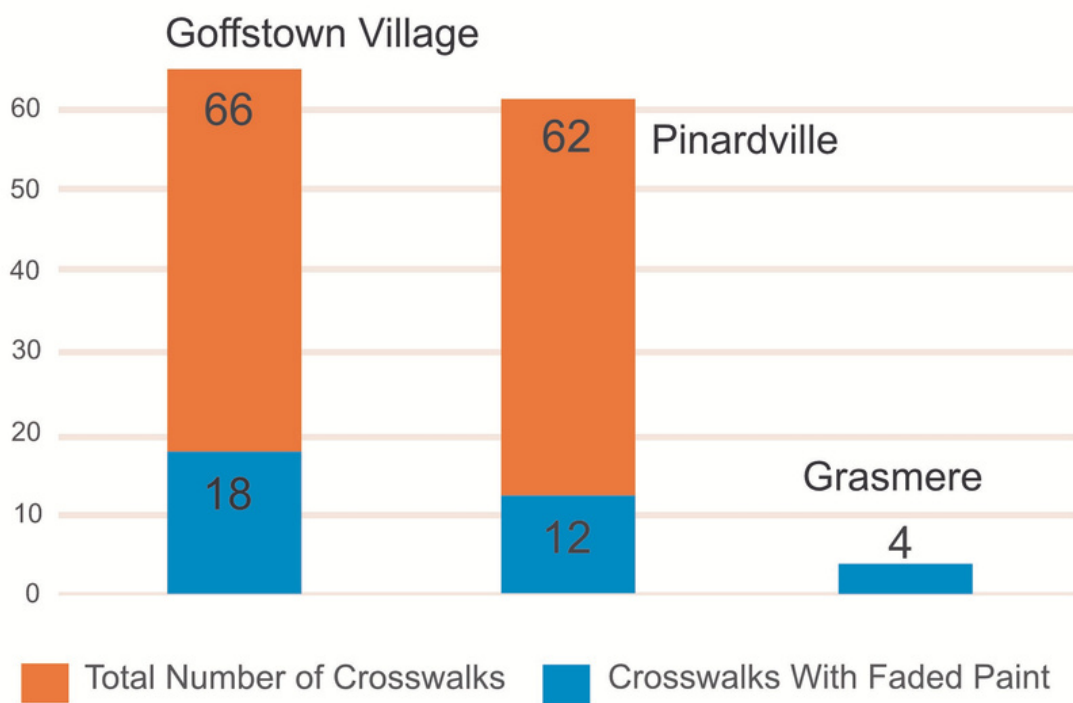 Goffstown Village
66
60
62
Pinardville
50
40
30
20
Grasmere
18
10
12
4
0
Total Number of Crosswalks
Crosswalks With Faded Paint